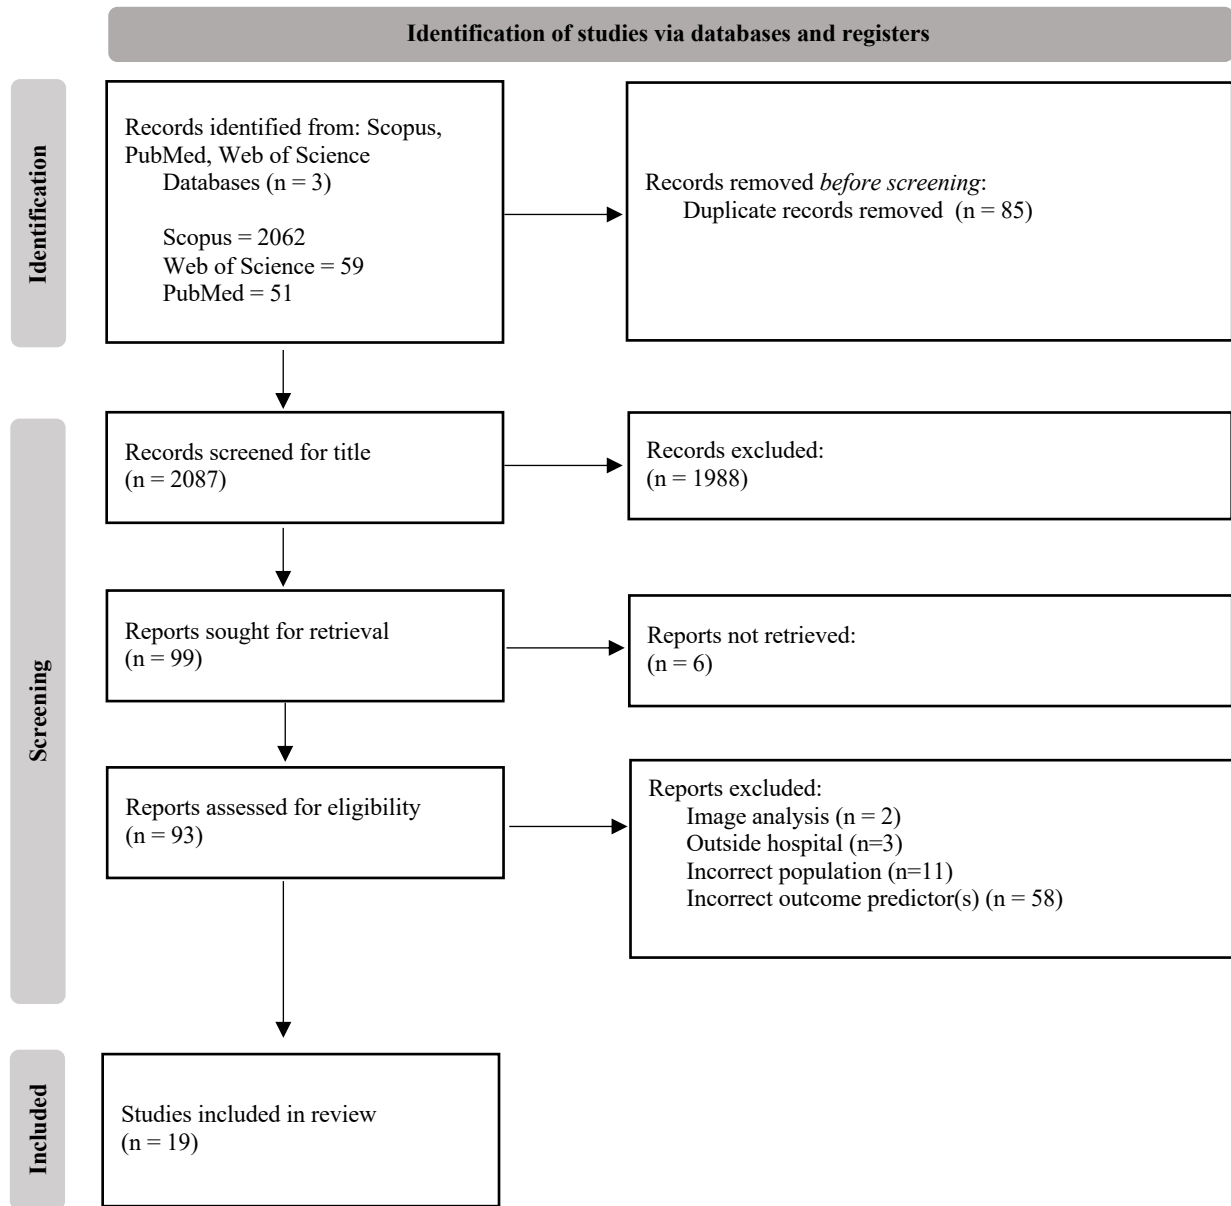 Identification of studies via databases and registers
Identification
Records identified from: Scopus,
PubMed, Web of Science
Databases (n = 3)
Scopus = 2062
Web of Science = 59
PubMed = 51
Records removed before screening:
Duplicate records removed (n = 85)
Screening
Records screened for title
(n = 2087)
Records excluded:
(n = 1988)
Reports sought for retrieval
(n = 99)
Reports not retrieved:
(n = 6)
Reports assessed for eligibility
(n = 93)
Reports excluded:
Image analysis (n = 2)
Outside hospital (n=3)
Incorrect population (n=11)
Incorrect outcome predictor(s) (n = 58)
Included
Studies included in review
(n = 19)